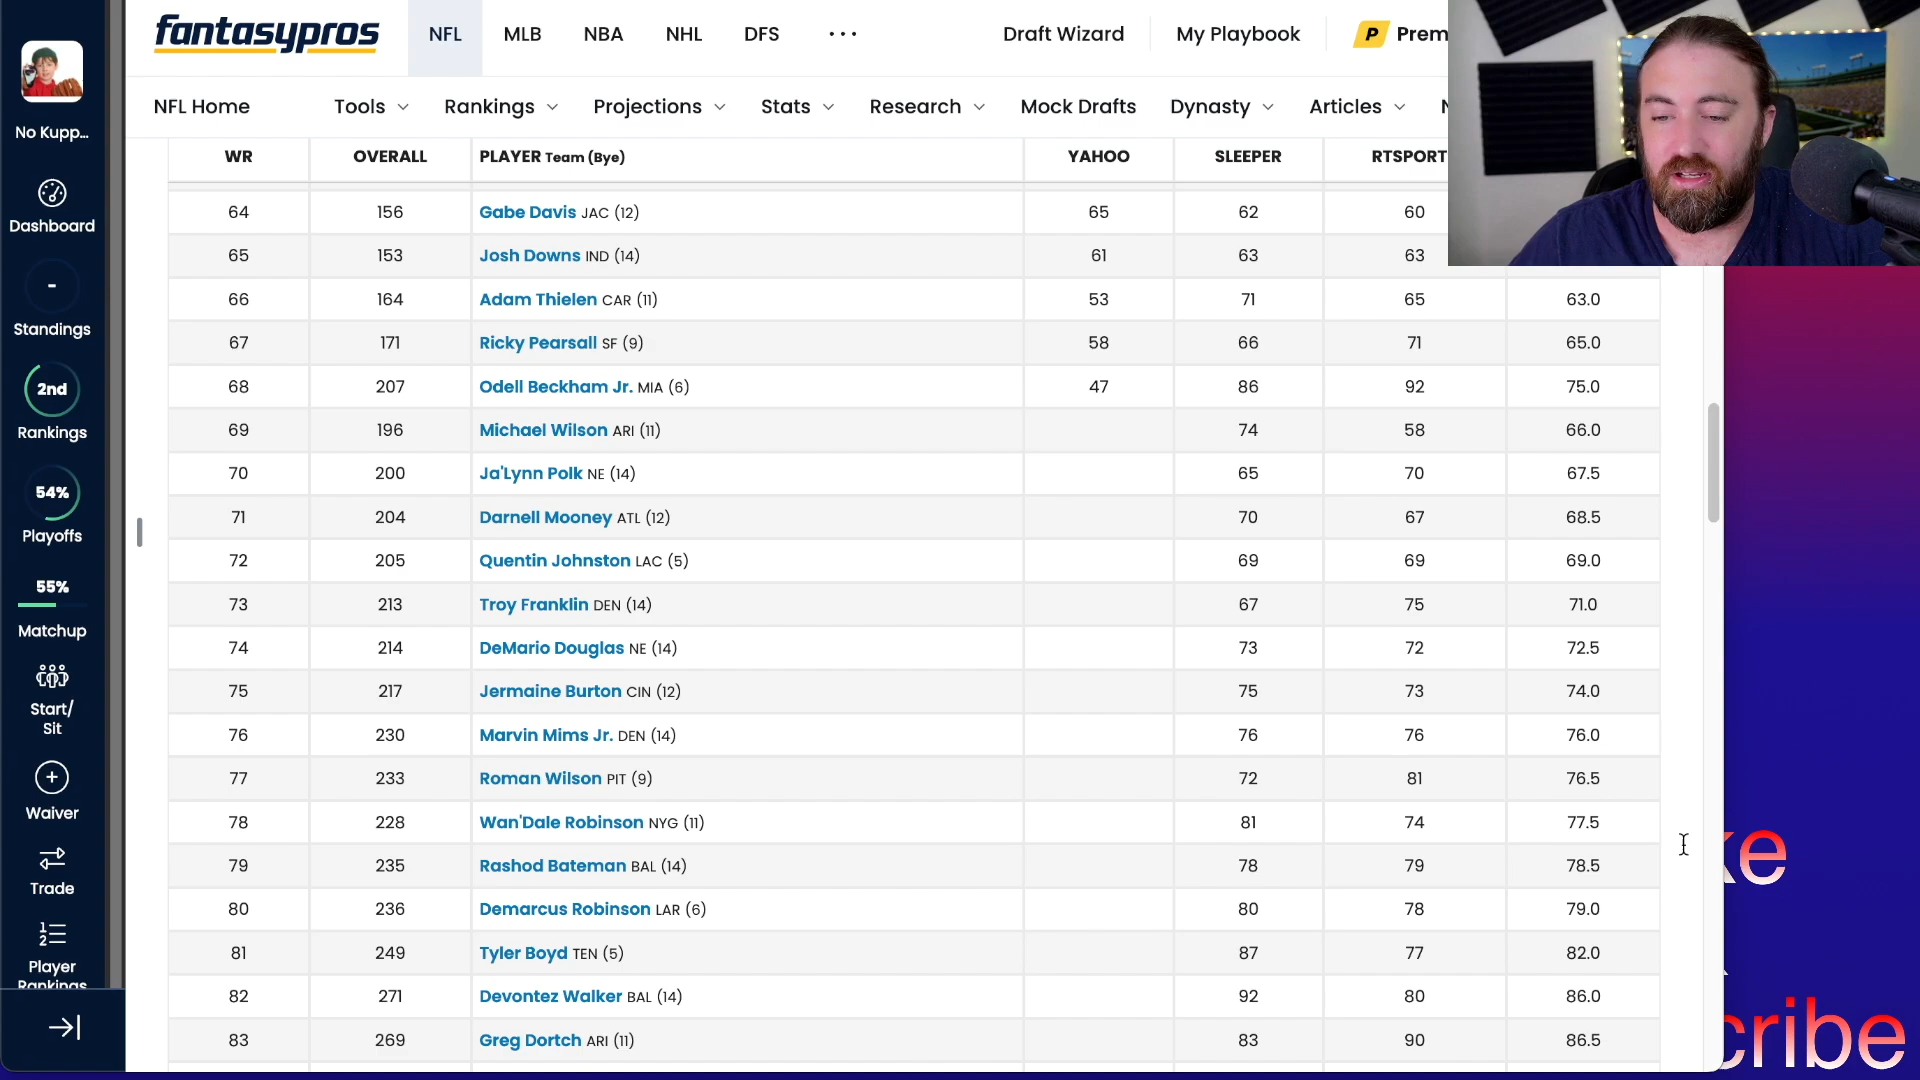 fantasypros NFL MLB NBA NHL DFS ••• Draft Wizard My Playbook P Prem
No Kupp...
NFL Home Tools Rankings Projections Stats Research Mock Drafts Dynasty Articles
WR OVERALL PLAYER Team (Bye) YAHOO SLEEPER RTSPORT
64 156 Gabe Davis JAC (12) 65 62 60
65 153 Josh Downs IND (14) 61 63 63
66 164 Adam Thielen CAR (11) 53 71 65 63.0
67 171 Ricky Pearsall SF (9) 58 66 71 65.0
68 207 Odell Beckham Jr. MIA (6) 47 86 92 75.0
69 196 Michael Wilson ARI (11) 74 58 66.0
70 200 Ja'Lynn Polk NE (14) 65 70 67.5
71 204 Darnell Mooney ATL (12) 70 67 68.5
72 205 Quentin Johnston LAC (5) 69 69 69.0
73 213 Troy Franklin DEN (14) 67 75 71.0
74 214 DeMario Douglas NE (14) 73 72 72.5
75 217 Jermaine Burton CIN (12) 75 73 74.0
76 230 Marvin Mims Jr. DEN (14) 76 76 76.0
77 233 Roman Wilson PIT (9) 72 81 76.5
78 228 Wan'Dale Robinson NYG (11) 81 74 77.5
79 235 Rashod Bateman BAL (14) 78 79 78.5
80 236 Demarcus Robinson LAR (6) 80 78 79.0
81 249 Tyler Boyd TEN (5) 87 77 82.0
82 271 Devontez Walker BAL (14) 92 80 86.0
83 269 Greg Dortch ARI (11) 83 90 86.5
Dashboard
-
Standings
2nd
Rankings
54%
Playoffs
55%
Matchup
Start/
Sit
Waiver
Trade
Player
Rankings
ke
cribe